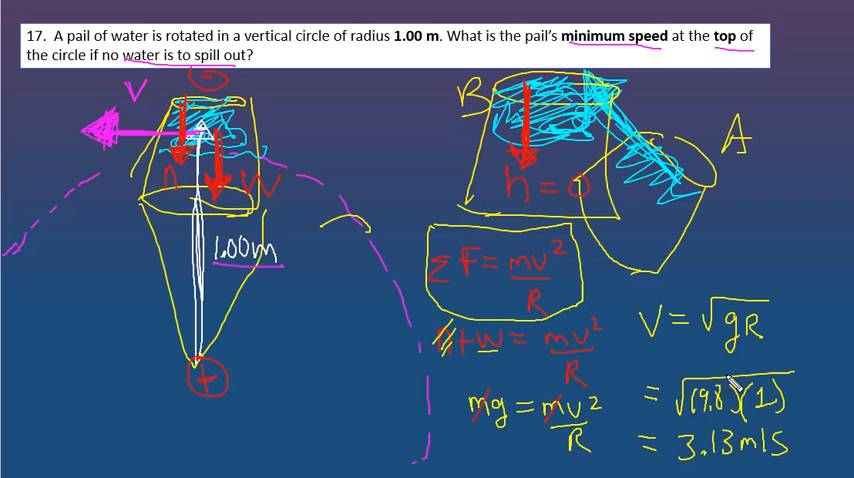 17. A pail of water is rotated in a vertical circle of radius 1.00 m. What is the pail's minimum speed at the top of
the circle if no water is to spill out?
V
n
W
1.00m
+
B
A
n = 0
ΣF = mv²/R
n + w = mv²/R
mg = mv²/R
V = √gR
= √(9.8)(1)
= 3.13 m/s